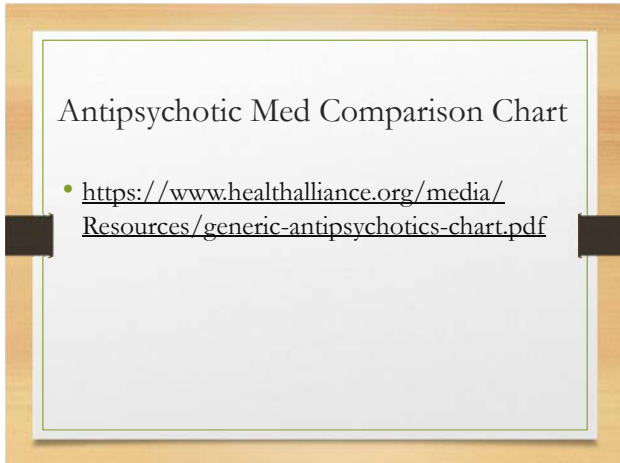 Antipsychotic Med Comparison Chart
• https://www.healthalliance.org/media/
Resources/generic-antipsychotics-chart.pdf